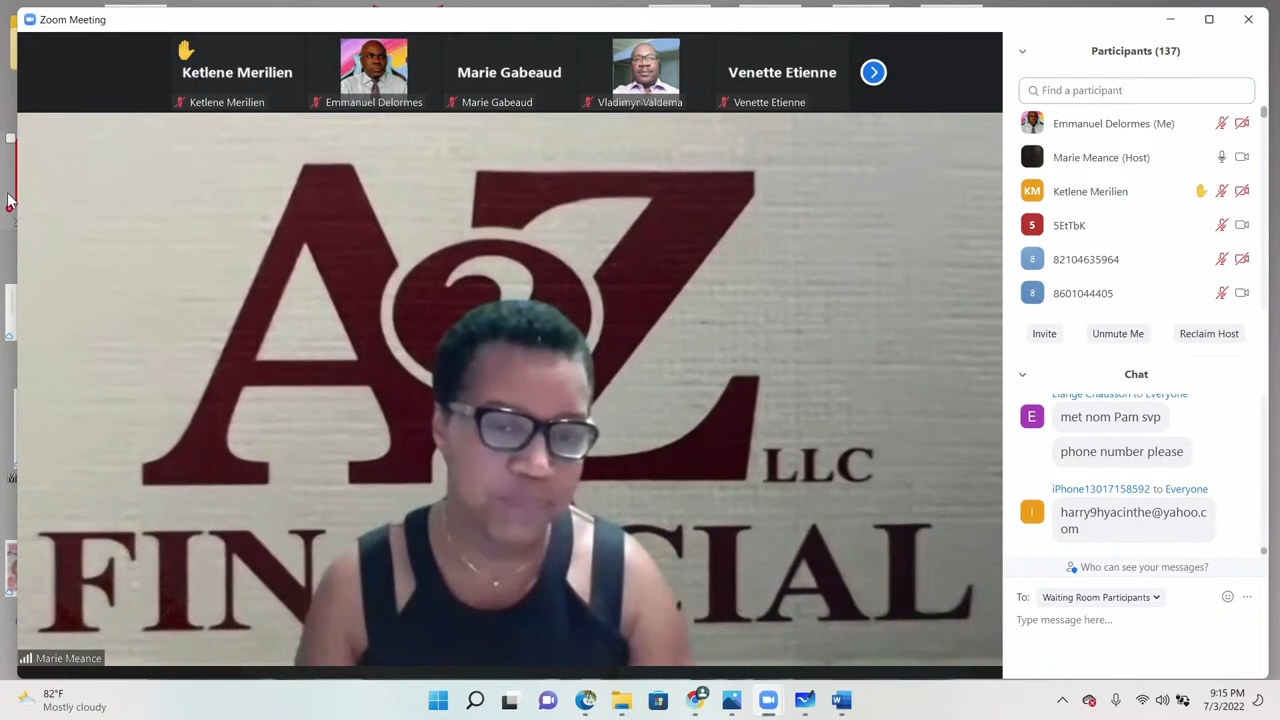 Zoom Meeting
Ketlene Merilien
Marie Gabeaud
Venette Etienne
Ketlene Merilien
Emmanuel Delormes
Marie Gabeaud
Vladimyr Valdema
Venette Etienne
LLC
Marie Meance
Participants (137)
Find a participant
Emmanuel Delormes (Me)
Marie Meance (Host)
KM Ketlene Merilien
5 5EtTbK
8 82104635964
8 8601044405
Invite Unmute Me Reclaim Host
Chat
Elange Chausson to Everyone
E met nom Pam svp
phone number please
iPhone13017158592 to Everyone
I harry9hyacinthe@yahoo.c
om
Who can see your messages?
To: Waiting Room Participants
Type message here...
82°F
Mostly cloudy
9:15 PM
7/3/2022